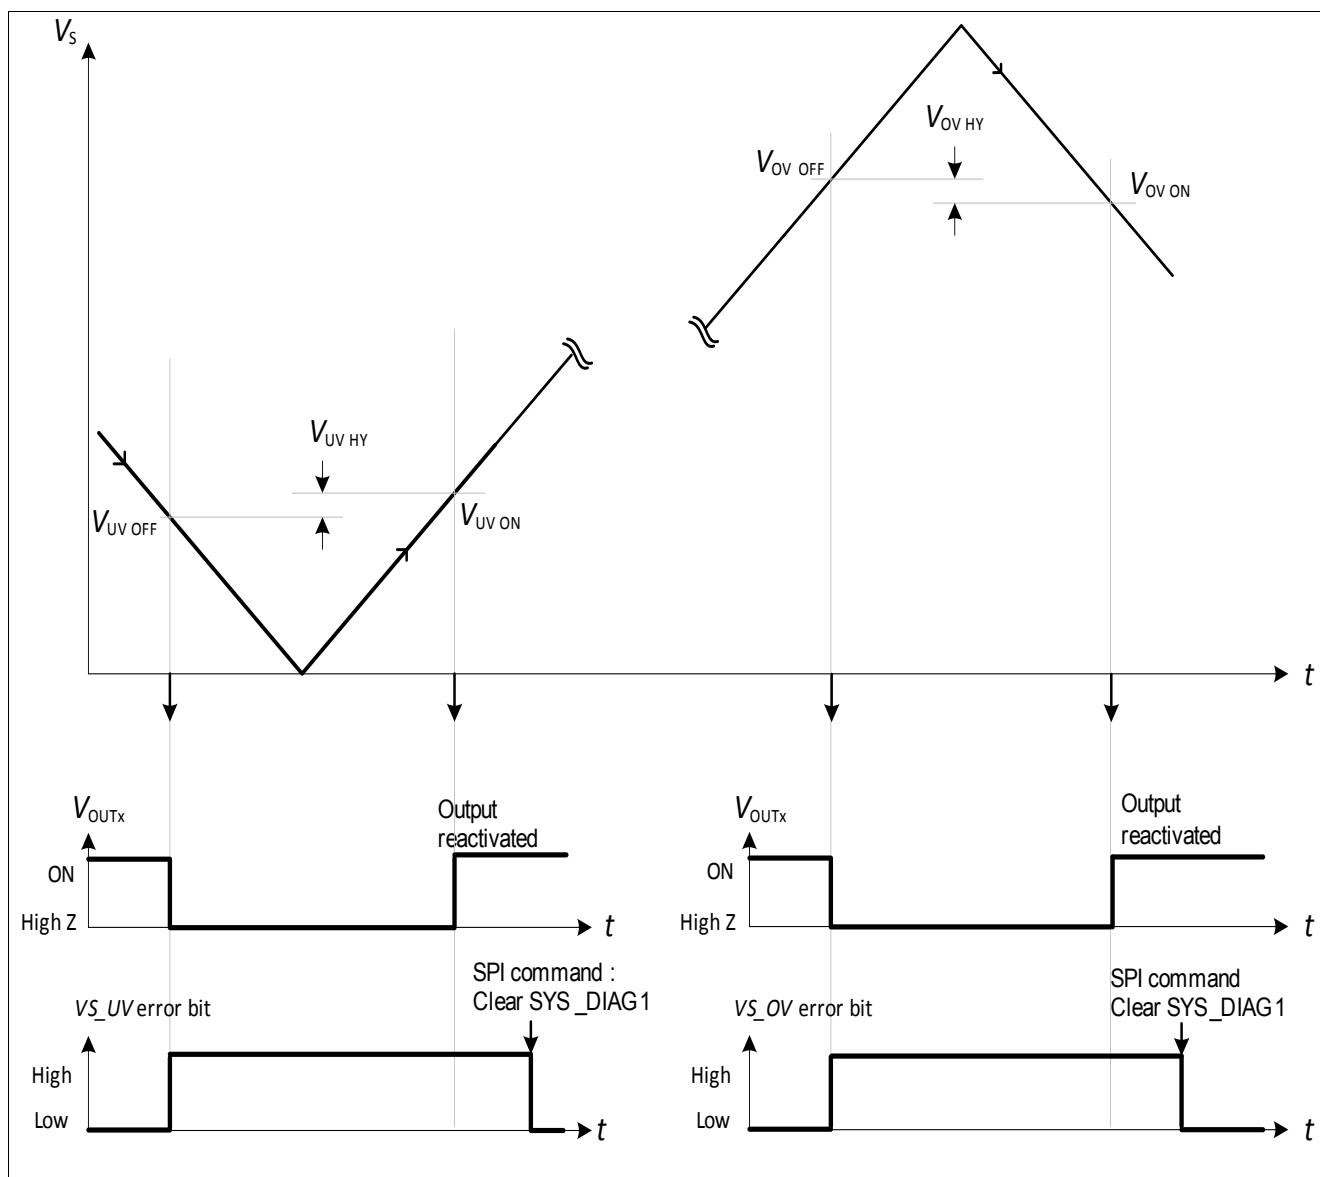 VS
VOV HY
VOV OFF
VOV ON
VUV HY
VUV OFF
VUV ON
t
VOUTx
Output
reactivated
ON
High Z
t
VOUTx
Output
reactivated
ON
High Z
t
SPI command :
Clear SYS_DIAG1
VS_UV error bit
High
Low
t
SPI command
Clear SYS_DIAG1
VS_OV error bit
High
Low
t